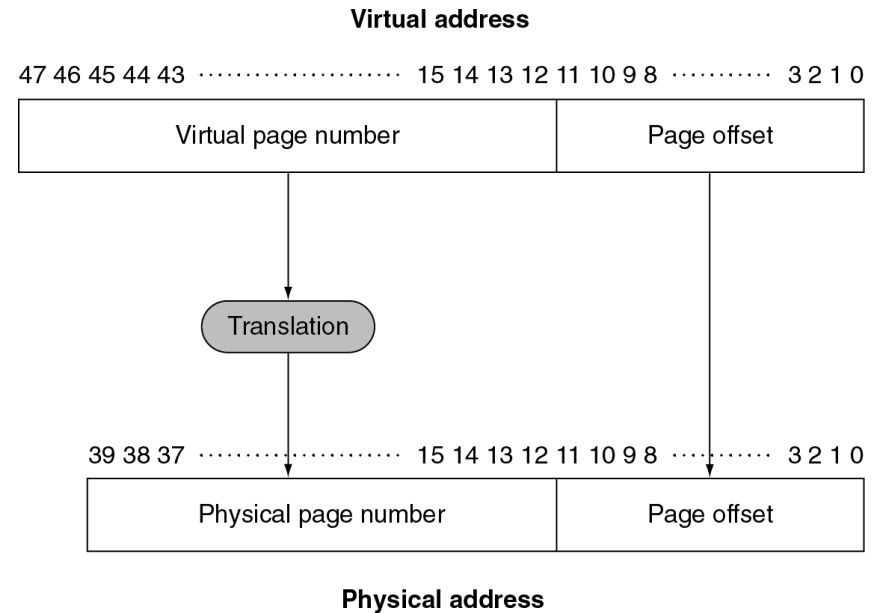 Virtual address
47 46 45 44 43 ······················ 15 14 13 12 11 10 9 8 ··········· 3 2 1 0
Virtual page number Page offset
Translation
39 38 37 ······················ 15 14 13 12 11 10 9 8 ··········· 3 2 1 0
Physical page number Page offset
Physical address